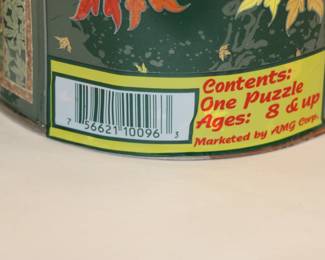 Contents:
One Puzzle
Ages: 8 & up
Marketed by AMG Corp.
7 56621 10096 3